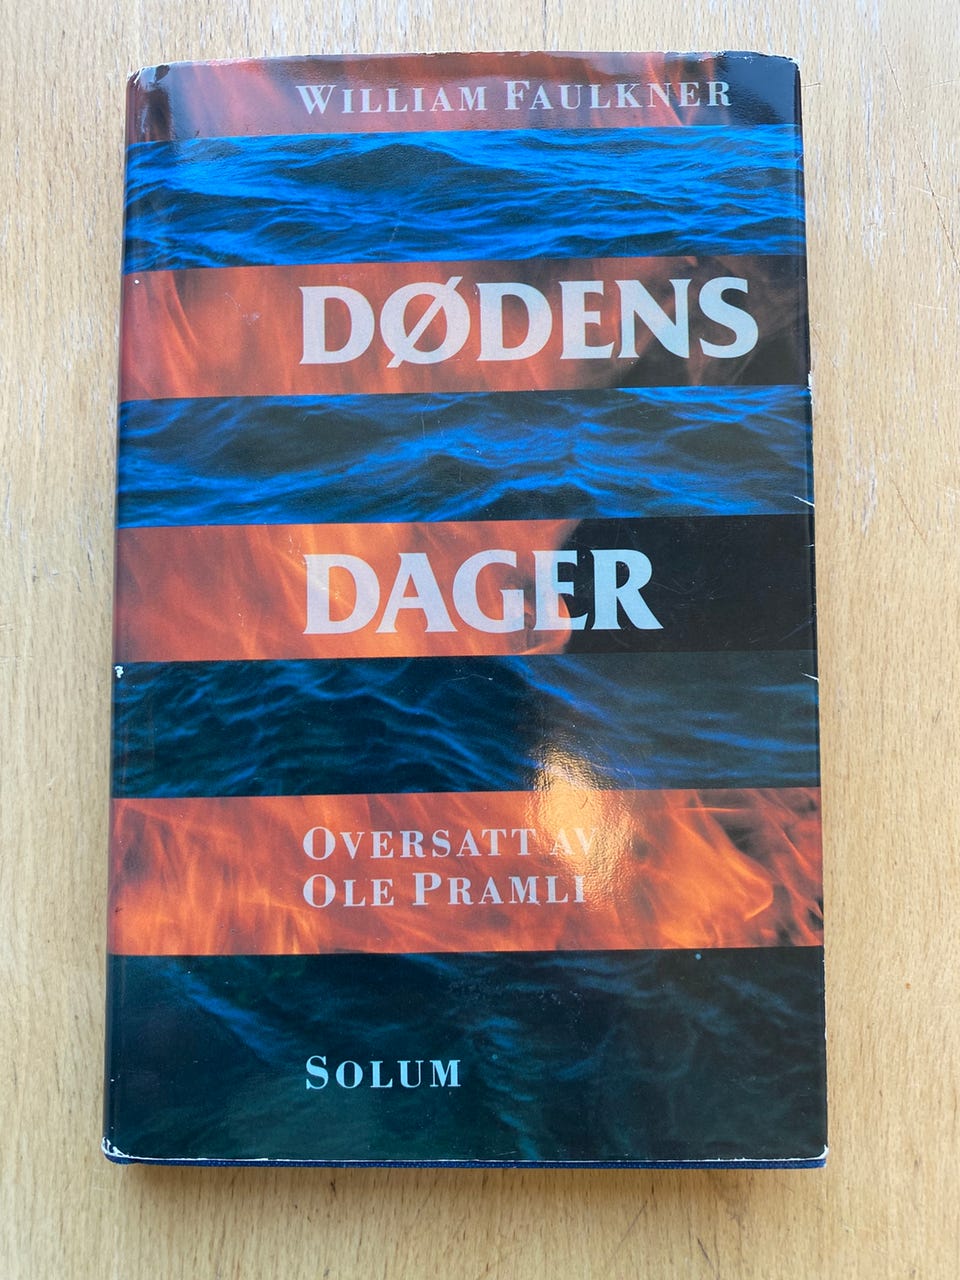 WILLIAM FAULKNER
DØDENS
DAGER
OVERSATT AV
OLE PRAMLI
SOLUM